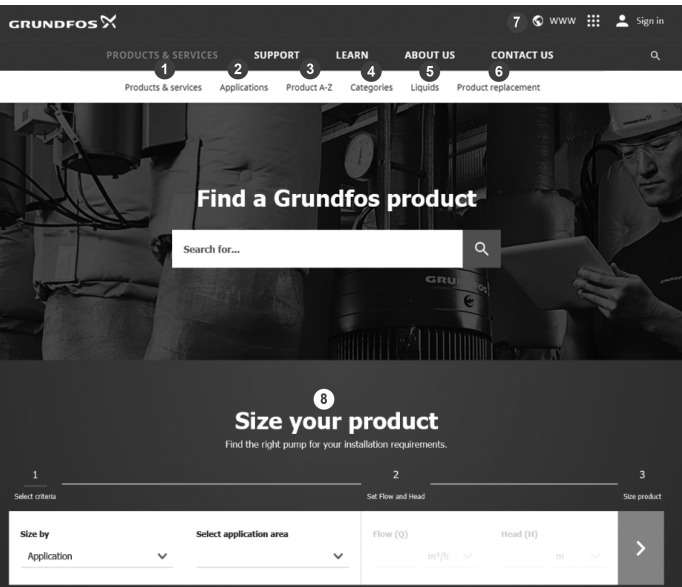 GRUNDFOS
7 WWW Sign in
PRODUCTS & SERVICES SUPPORT LEARN ABOUT US CONTACT US
1 2 3 4 5 6
Products & services Applications Product A-Z Categories Liquids Product replacement
Find a Grundfos product
Search for...
GRU
8
Size your product
Find the right pump for your installation requirements.
1 2 3
Select criteria Set Flow and Head Size product
Size by Select application area Flow (Q) Head (H)
Application m³/h m